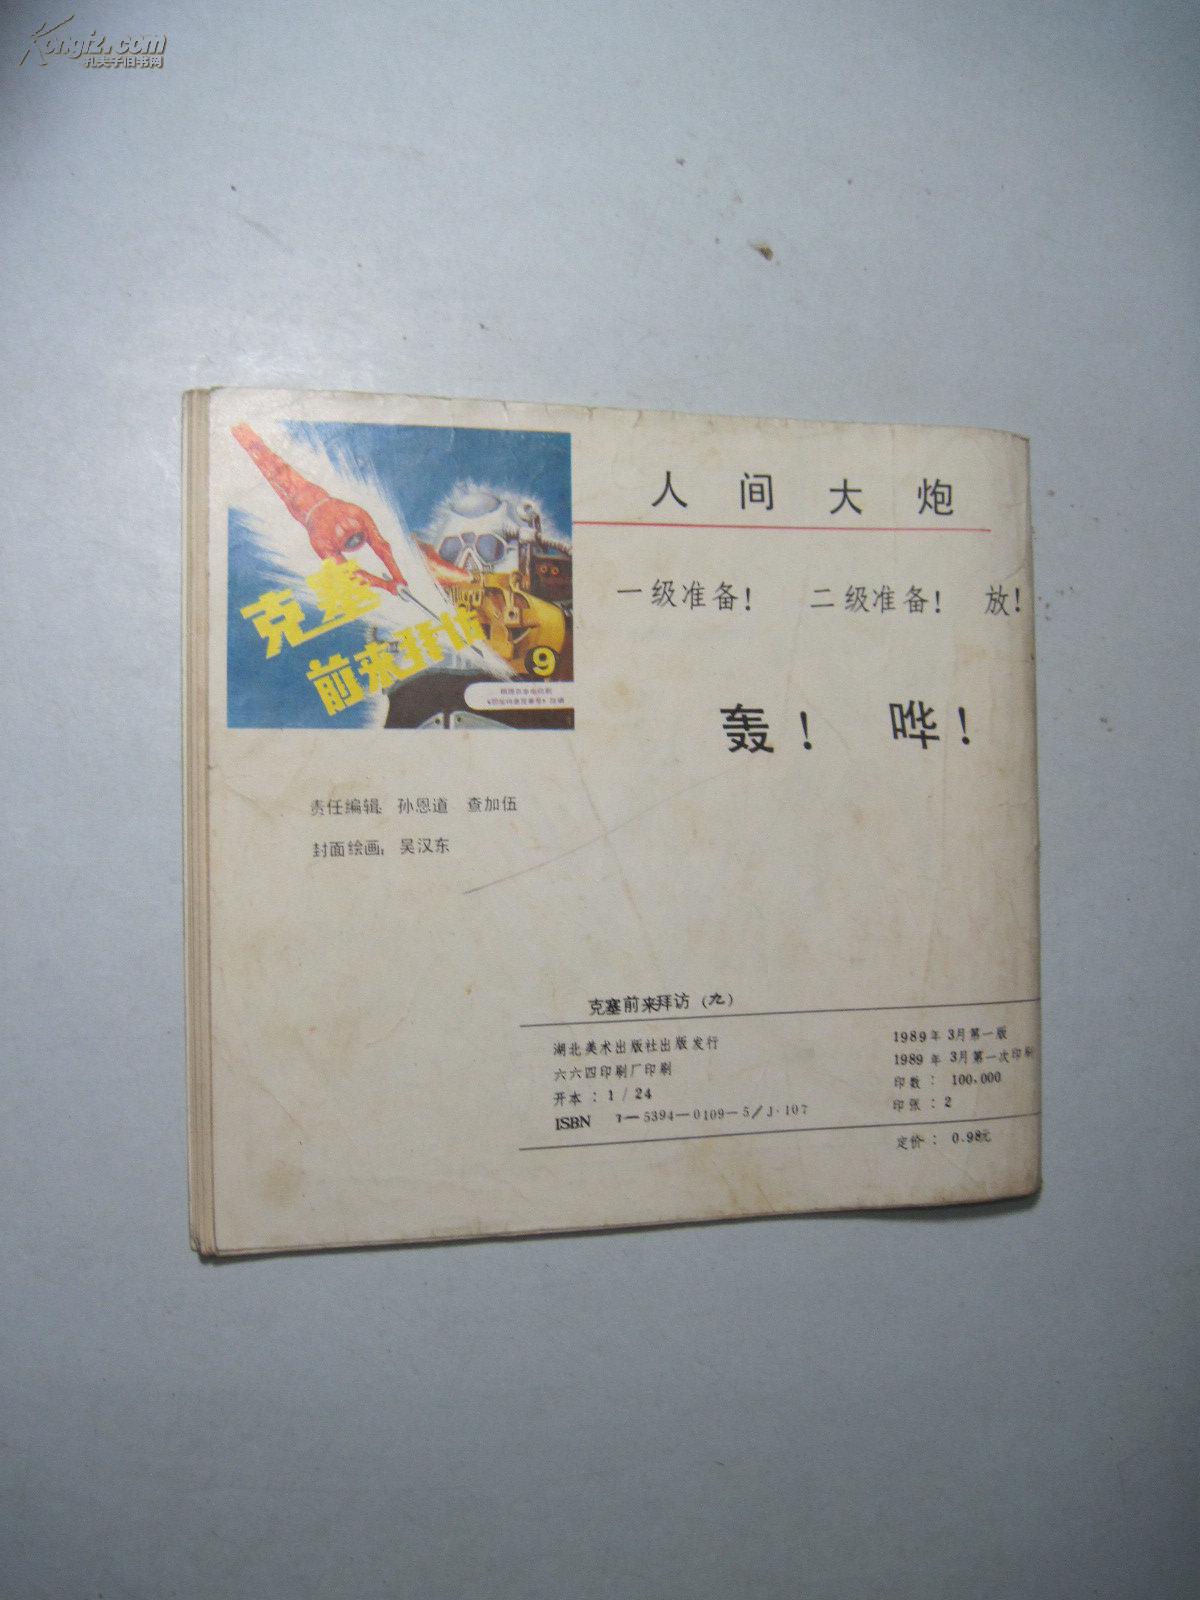 Kongfz.com
孔夫子旧书网
克塞
前来拜访
9
人间大炮
一级准备! 二级准备! 放!
轰! 哗!
责任编辑: 孙恩道 查加伍
封面绘画: 吴汉东
克塞前来拜访(九)
湖北美术出版社出版发行
六六四印刷厂印刷
开本:1/24
ISBN 7—5394—0109—5/J·107
1989年3月第一版
1989年3月第一次印刷
印数:100,000
印张:2
定价:0.98元